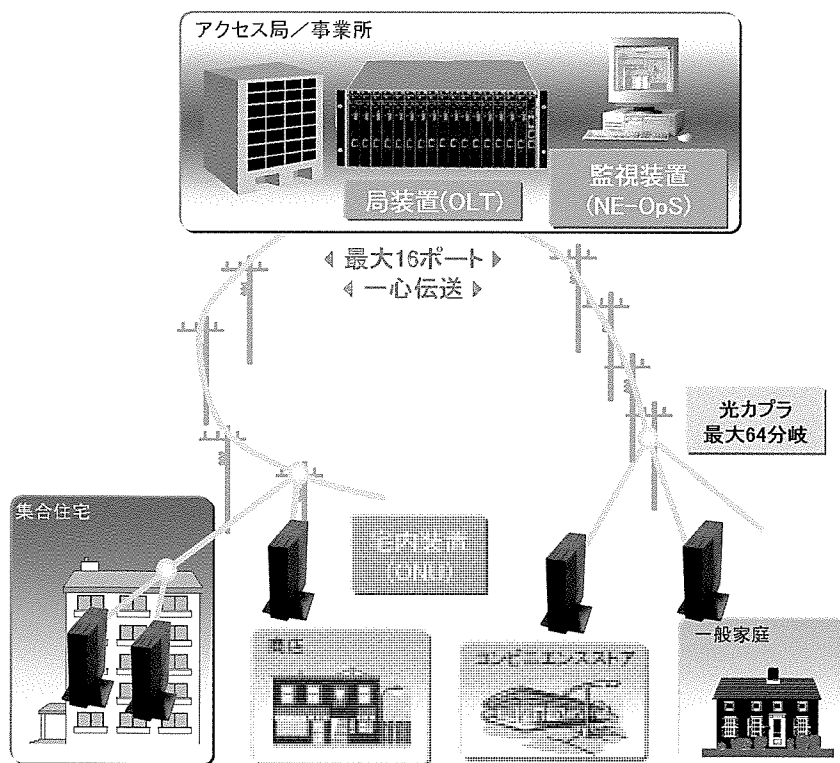 アクセス局／事業所
局装置(OLT)
監視装置
(NE-OpS)
最大16ポート
一心伝送
光カプラ
最大64分岐
集合住宅
宅内装置
(ONU)
商店
コンビニエンスストア
一般家庭